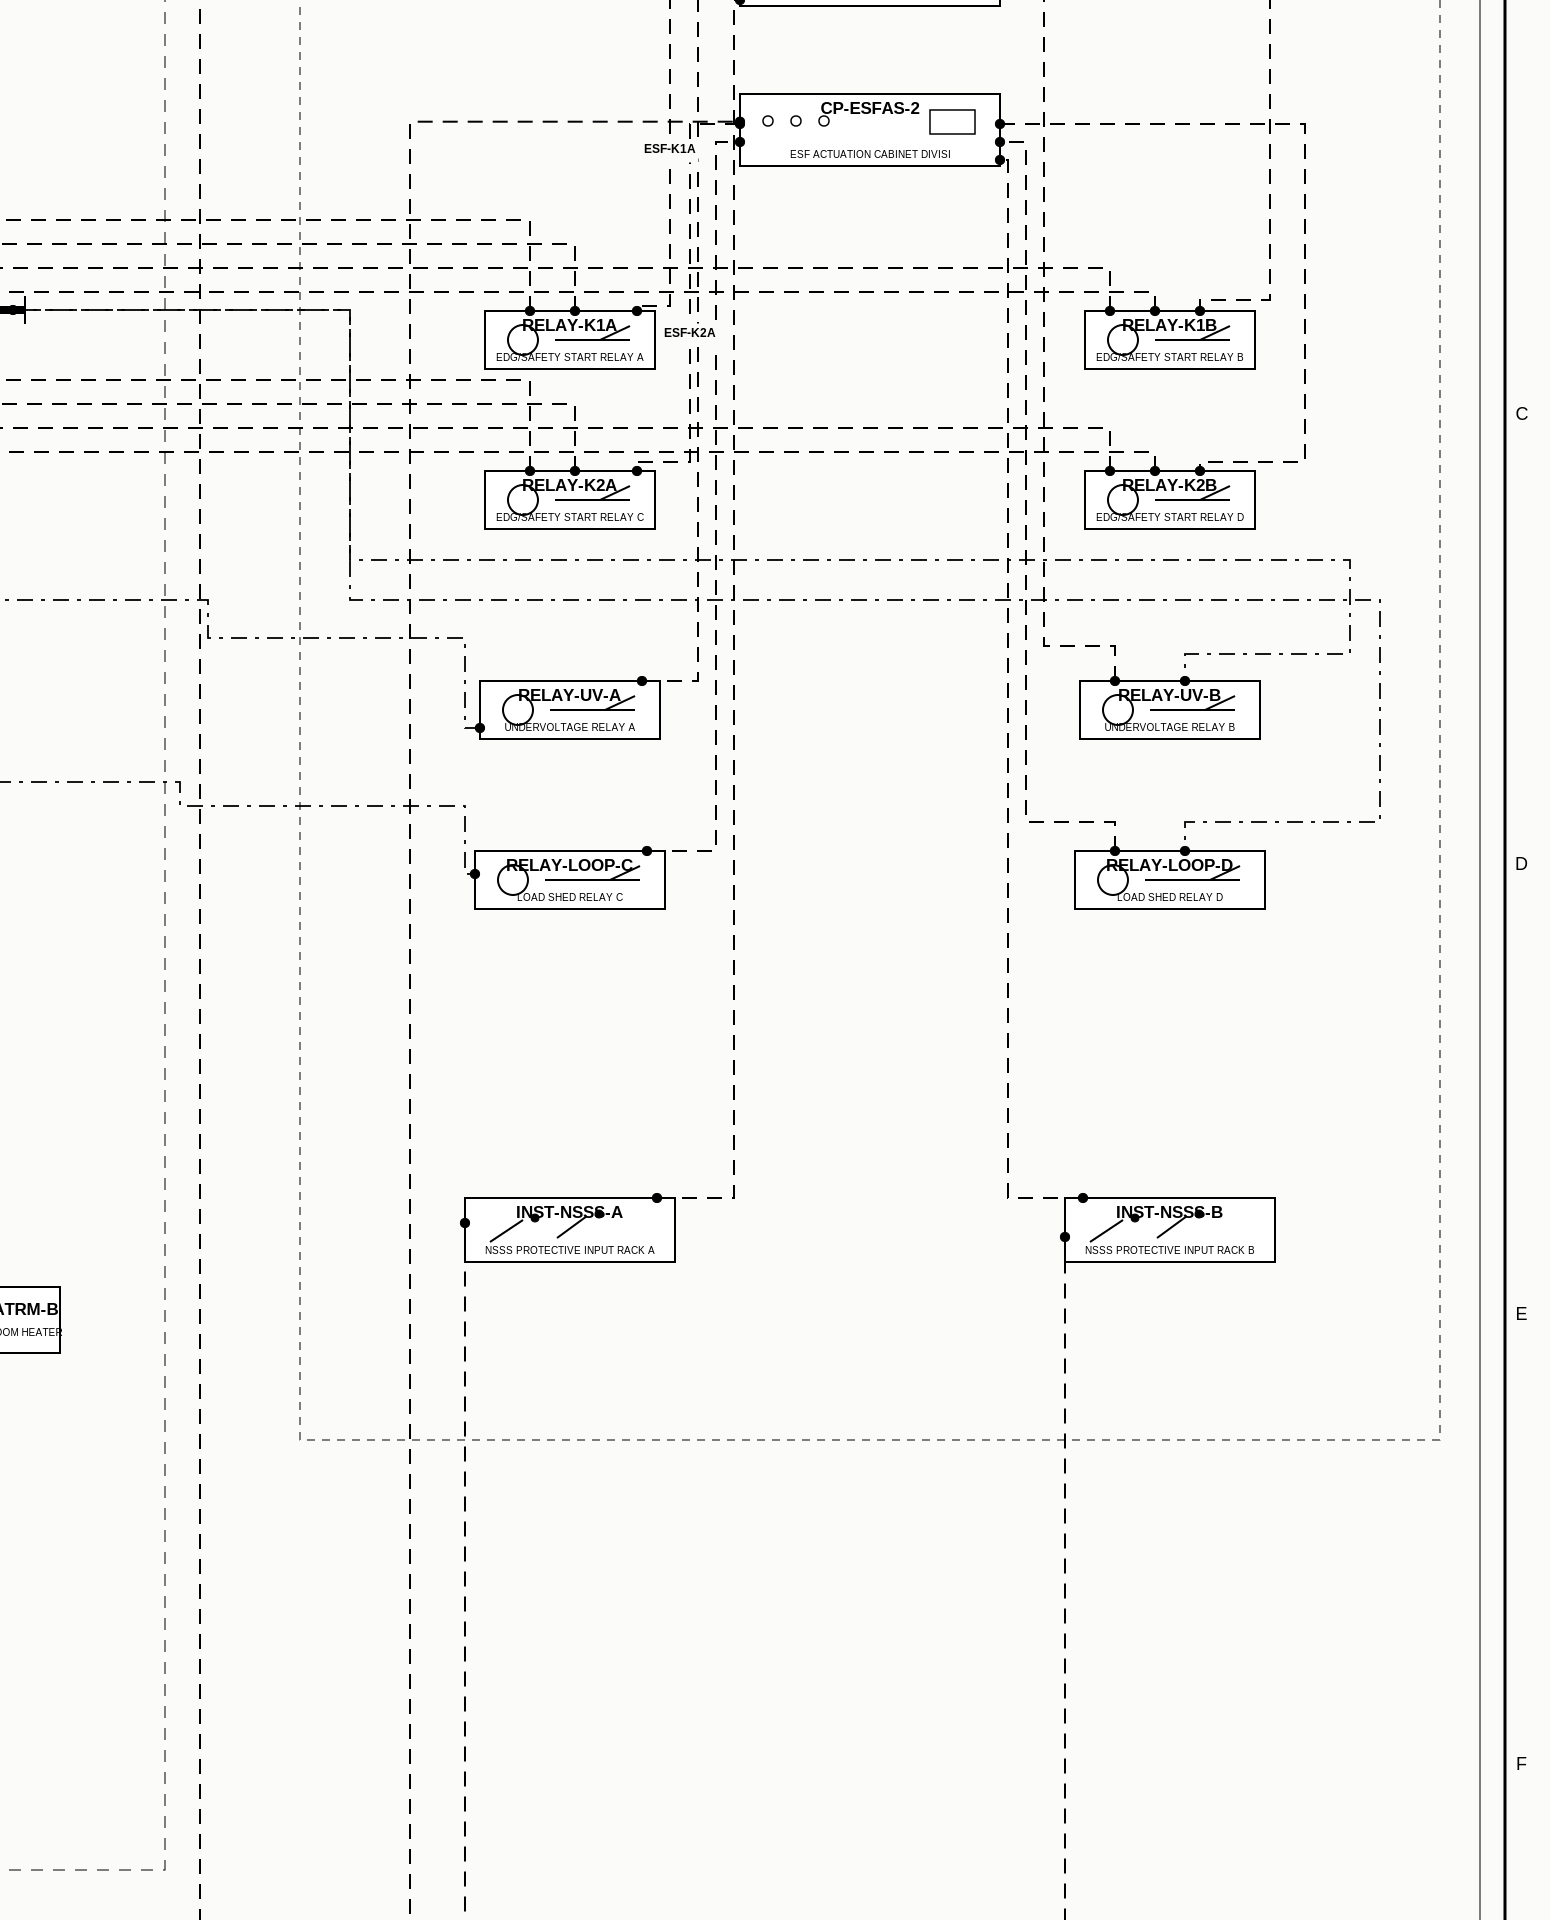 CP-ESFAS-2
ESF-K1A
ESF ACTUATION CABINET DIVISI
RELAY-K1A
EDG/SAFETY START RELAY A
ESF-K2A
RELAY-K1B
EDG/SAFETY START RELAY B
C
RELAY-K2A
EDG/SAFETY START RELAY C
RELAY-K2B
EDG/SAFETY START RELAY D
RELAY-UV-A
UNDERVOLTAGE RELAY A
RELAY-UV-B
UNDERVOLTAGE RELAY B
RELAY-LOOP-C
LOAD SHED RELAY C
RELAY-LOOP-D
LOAD SHED RELAY D
D
INST-NSSS-A
NSSS PROTECTIVE INPUT RACK A
INST-NSSS-B
NSSS PROTECTIVE INPUT RACK B
ATRM-B
OOM HEATER
E
F